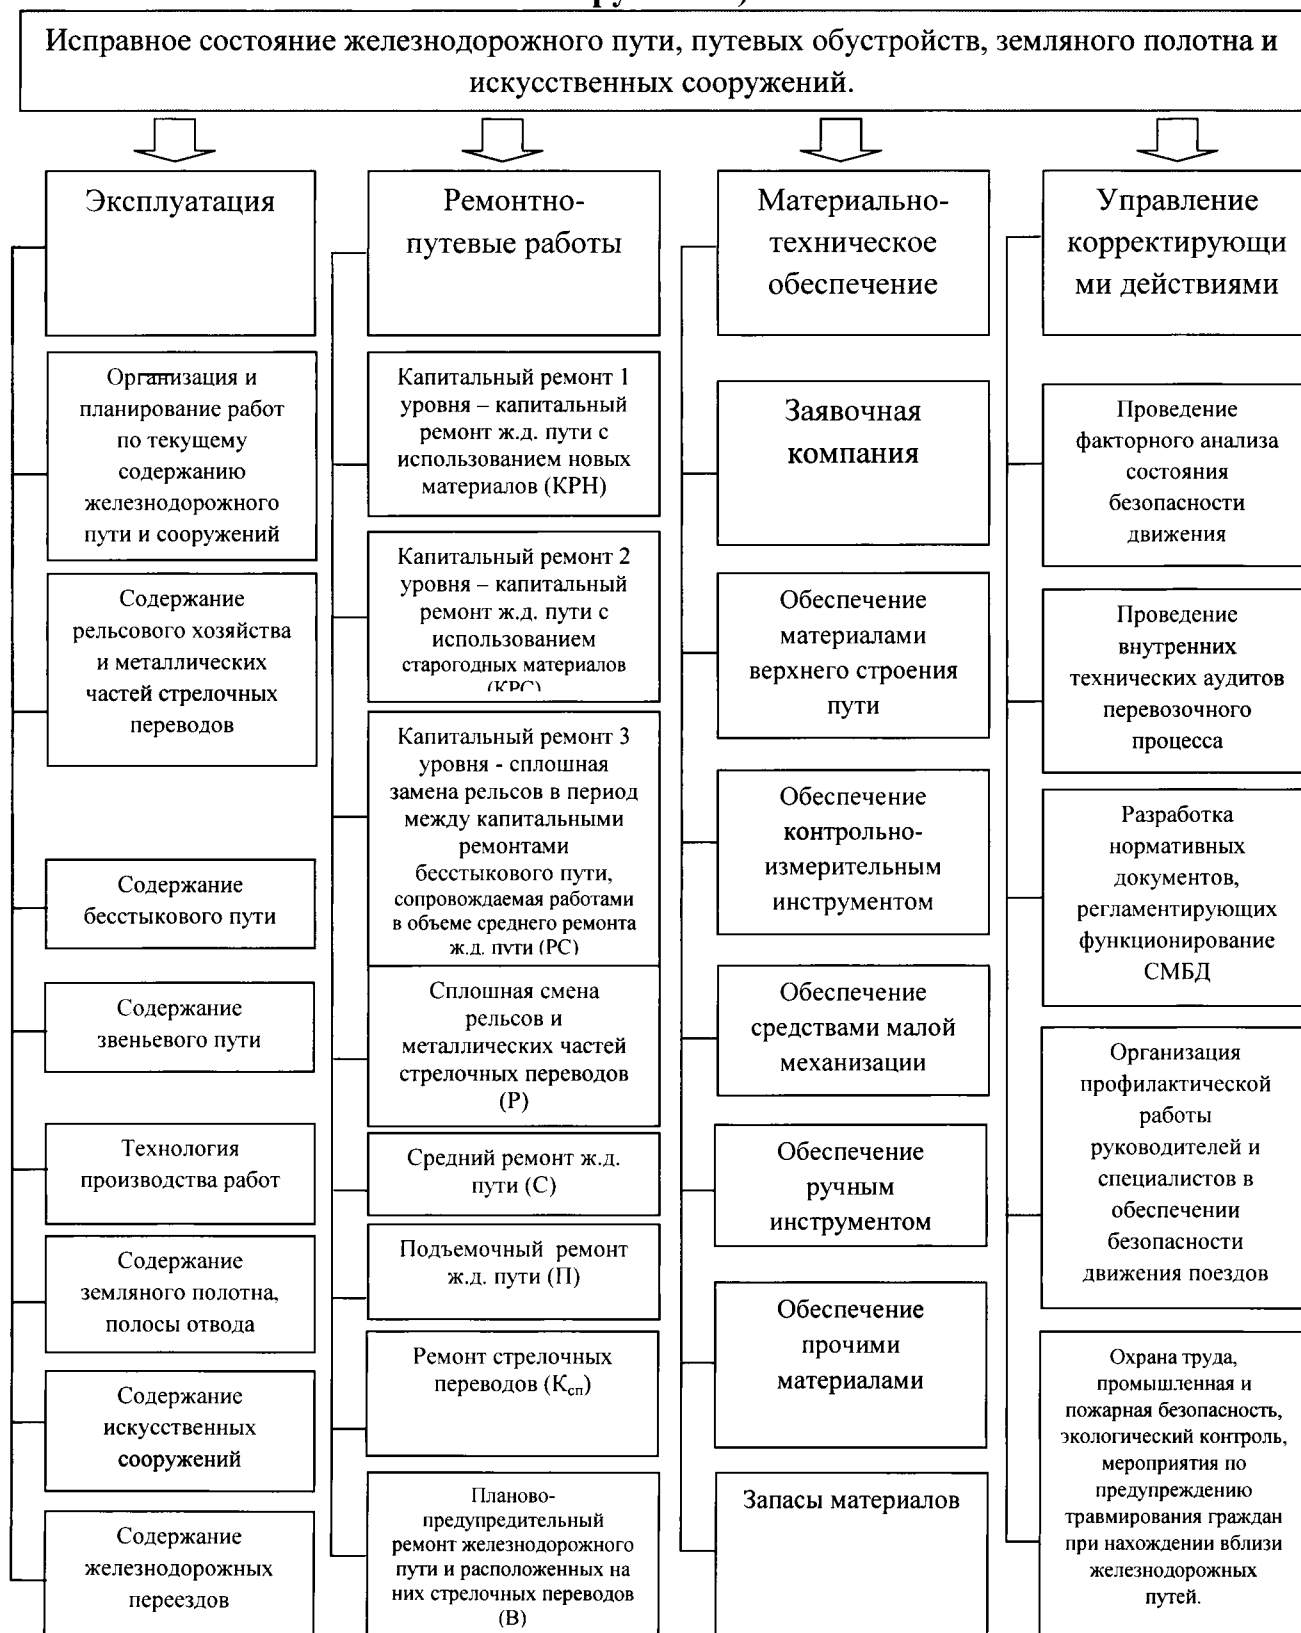 Исправное состояние железнодорожного пути, путевых обустройств, земляного полотна и
искусственных сооружений.
Эксплуатация
Организация и
планирование работ
по текущему
содержанию
железнодорожного
пути и сооружений
Содержание
рельсового хозяйства
и металлических
частей стрелочных
переводов
Содержание
бесстыкового пути
Содержание
звеньевого пути
Технология
производства работ
Содержание
земляного полотна,
полосы отвода
Содержание
искусственных
сооружений
Содержание
железнодорожных
переездов
Ремонтно-
путевые работы
Капитальный ремонт 1
уровня – капитальный
ремонт ж.д. пути с
использованием новых
материалов (КРН)
Капитальный ремонт 2
уровня – капитальный
ремонт ж.д. пути с
использованием
старогодных материалов
(КРС)
Капитальный ремонт 3
уровня - сплошная
замена рельсов в период
между капитальными
ремонтами
бесстыкового пути,
сопровождаемая работами
в объеме среднего ремонта
ж.д. пути (РС)
Сплошная смена
рельсов и
металлических частей
стрелочных переводов
(Р)
Средний ремонт ж.д.
пути (С)
Подъемочный ремонт
ж.д. пути (П)
Ремонт стрелочных
переводов (Ксп)
Планово-
предупредительный
ремонт железнодорожного
пути и расположенных на
них стрелочных переводов
(В)
Материально-
техническое
обеспечение
Заявочная
компания
Обеспечение
материалами
верхнего строения
пути
Обеспечение
контрольно-
измерительным
инструментом
Обеспечение
средствами малой
механизации
Обеспечение
ручным
инструментом
Обеспечение
прочими
материалами
Запасы материалов
Управление
корректирующи
ми действиями
Проведение
факторного анализа
состояния
безопасности
движения
Проведение
внутренних
технических аудитов
перевозочного
процесса
Разработка
нормативных
документов,
регламентирующих
функционирование
СМБД
Организация
профилактической
работы
руководителей и
специалистов в
обеспечении
безопасности
движения поездов
Охрана труда,
промышленная и
пожарная безопасность,
экологический контроль,
мероприятия по
предупреждению
травмирования граждан
при нахождении вблизи
железнодорожных
путей.